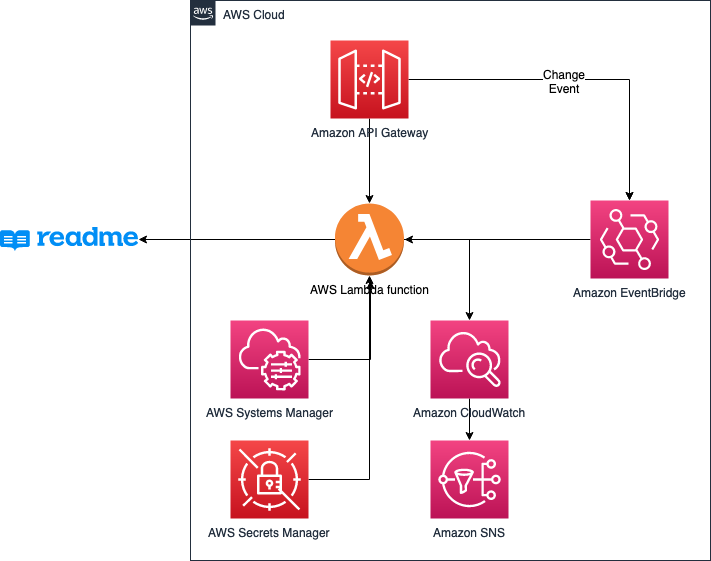 aws
AWS Cloud
</>
Amazon API Gateway
Change
Event
readme
AWS Lambda function
Amazon EventBridge
AWS Systems Manager
Amazon CloudWatch
AWS Secrets Manager
Amazon SNS